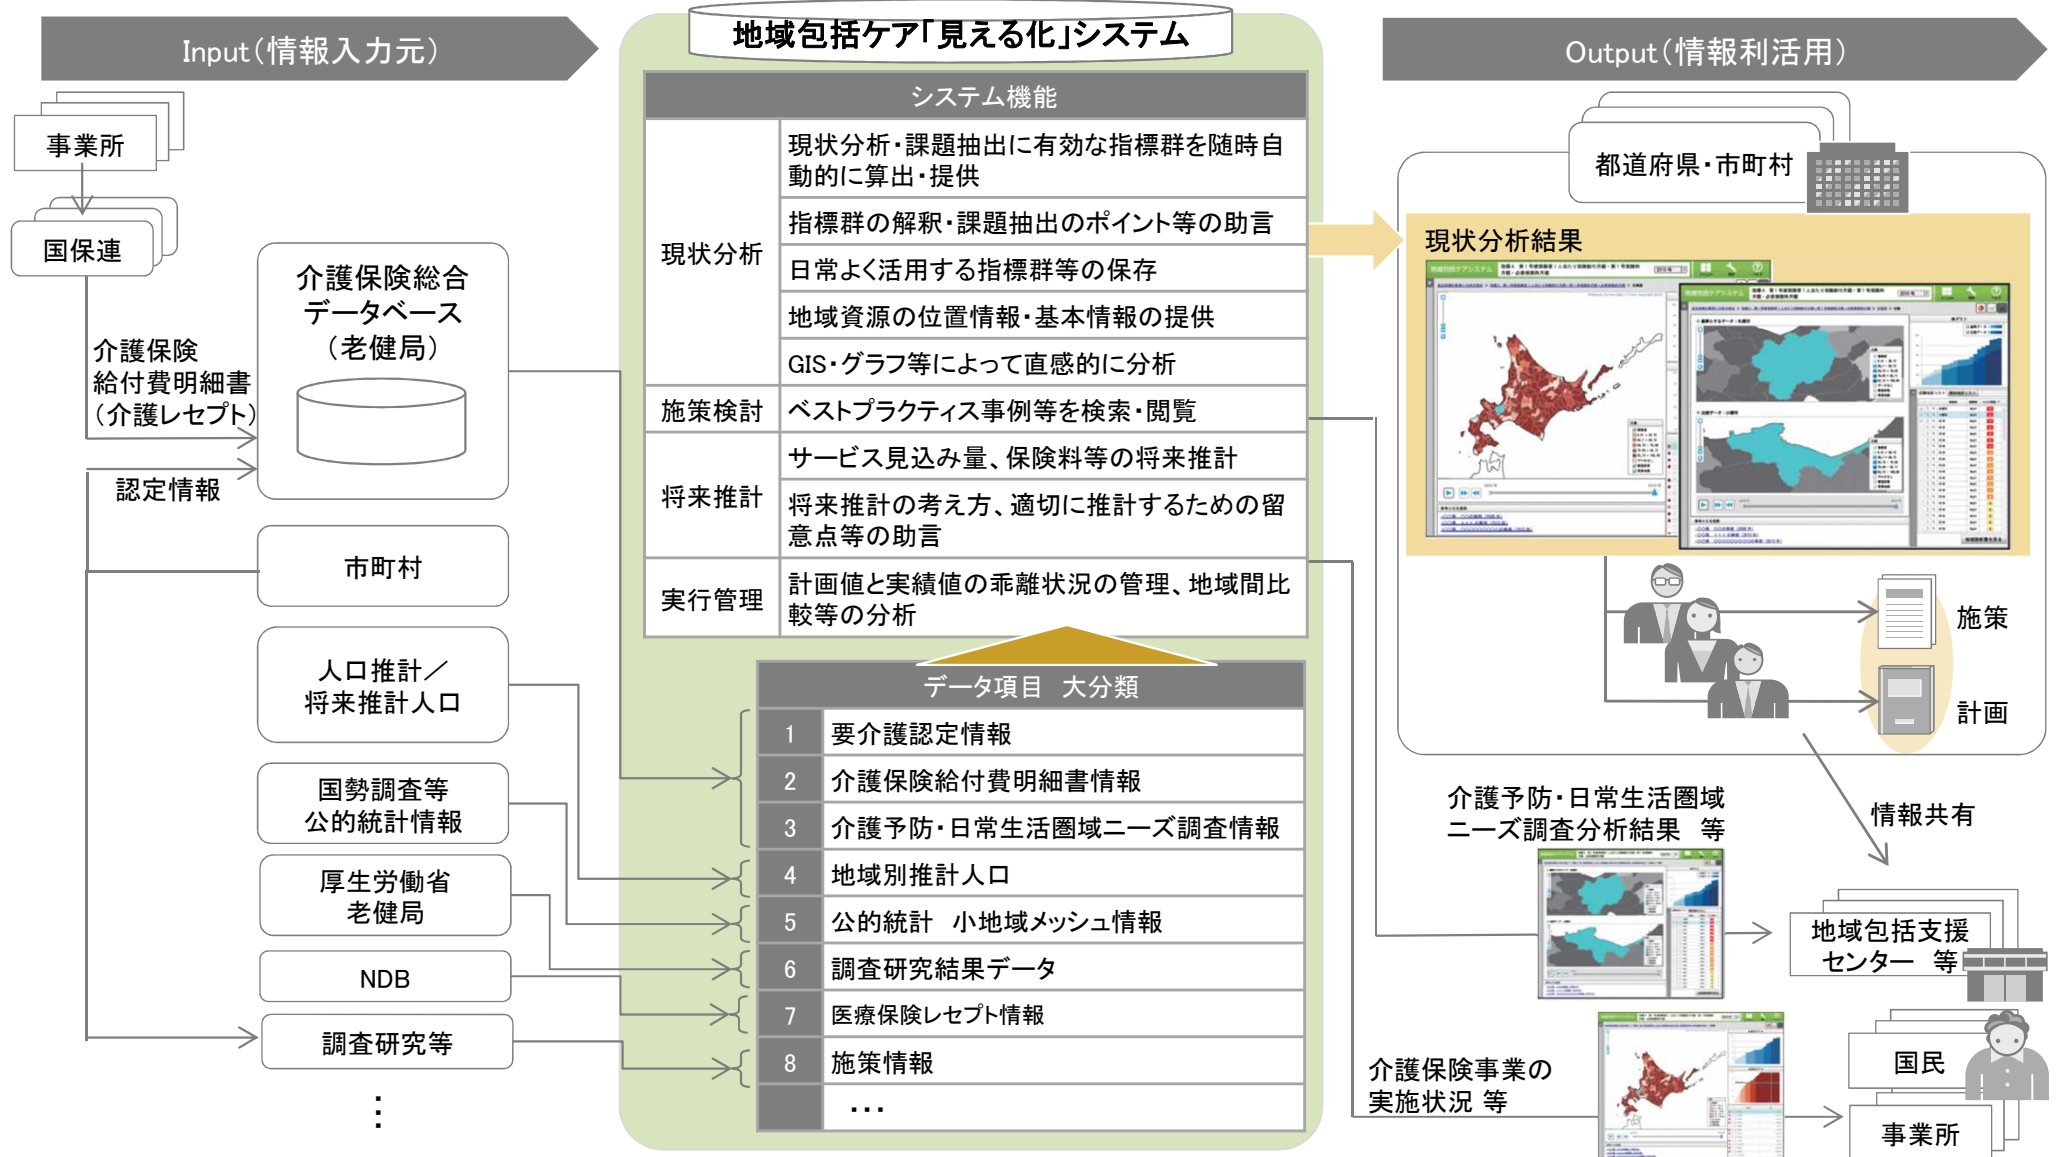 Input（情報入力元）
事業所
国保連
介護保険
給付費明細書
（介護レセプト）
認定情報
介護保険総合
データベース
（老健局）
市町村
人口推計／
将来推計人口
国勢調査等
公的統計情報
厚生労働省
老健局
NDB
調査研究等
⋮
地域包括ケア「見える化」システム
システム機能
現状分析
現状分析・課題抽出に有効な指標群を随時自
動的に算出・提供
指標群の解釈・課題抽出のポイント等の助言
日常よく活用する指標群等の保存
地域資源の位置情報・基本情報の提供
GIS・グラフ等によって直感的に分析
施策検討
ベストプラクティス事例等を検索・閲覧
将来推計
サービス見込み量、保険料等の将来推計
将来推計の考え方、適切に推計するための留
意点等の助言
実行管理
計画値と実績値の乖離状況の管理、地域間比
較等の分析
データ項目　大分類
1 要介護認定情報
2 介護保険給付費明細書情報
3 介護予防・日常生活圏域ニーズ調査情報
4 地域別推計人口
5 公的統計　小地域メッシュ情報
6 調査研究結果データ
7 医療保険レセプト情報
8 施策情報
・・・
Output（情報利活用）
都道府県・市町村
現状分析結果
施策
計画
情報共有
介護予防・日常生活圏域
ニーズ調査分析結果　等
地域包括支援
センター　等
介護保険事業の
実施状況 等
国民
事業所